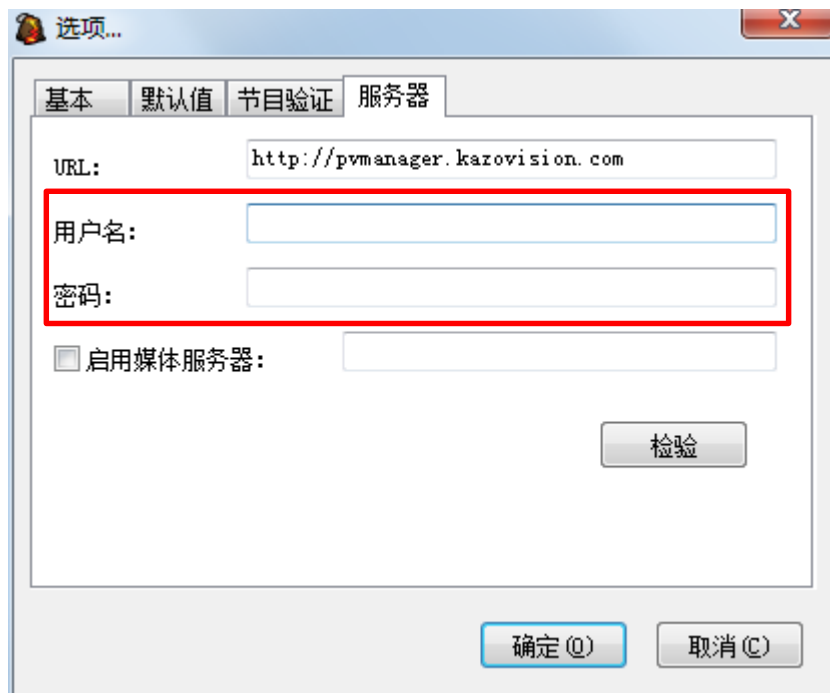 选项...
基本 默认值 节目验证 服务器
URL: http://pvmanager.kazovision.com
用户名:
密码:
启用媒体服务器:
检验
确定(O) 取消(C)